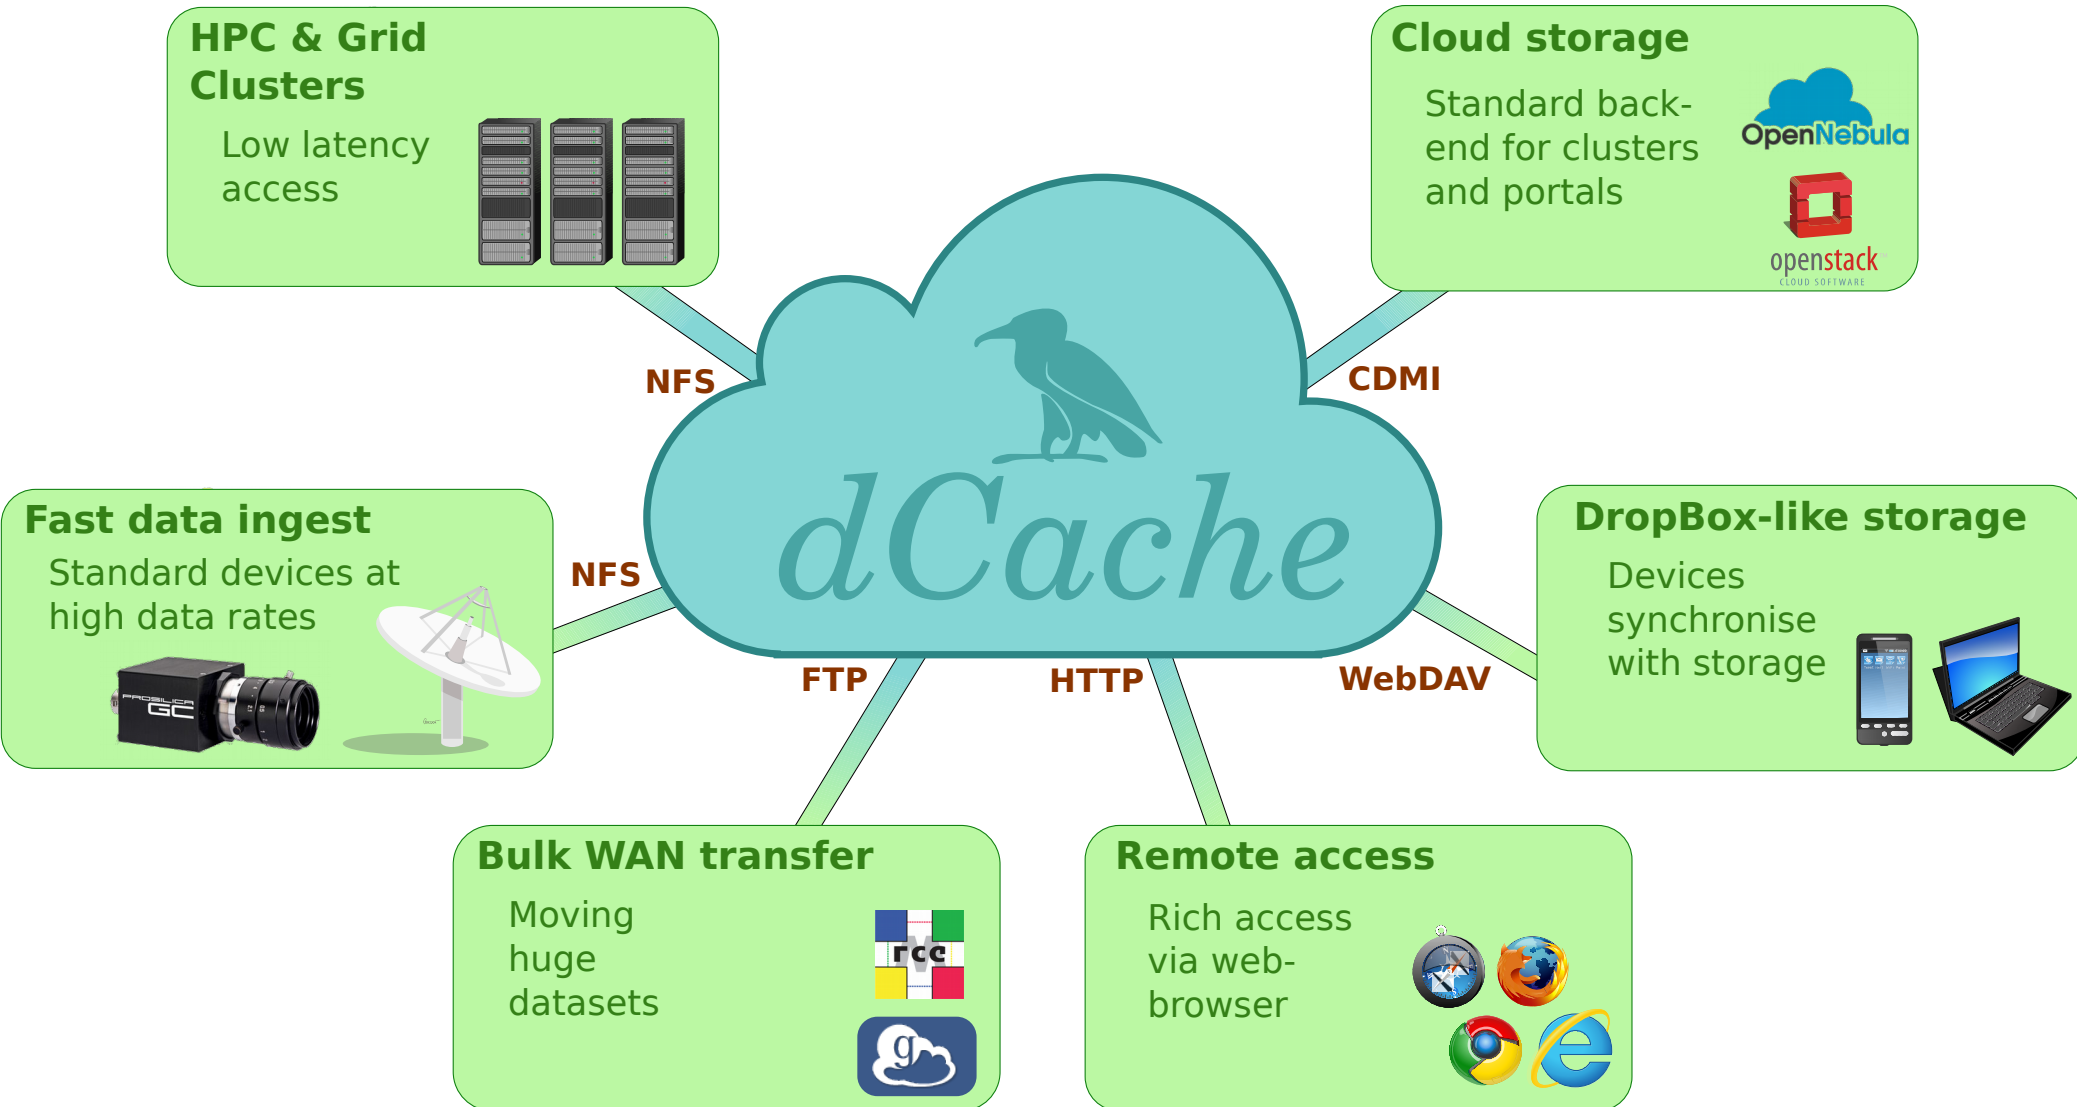 HPC & Grid
Clusters
Low latency
access
Cloud storage
Standard back-
end for clusters
and portals
OpenNebula
openstack
CLOUD SOFTWARE
NFS
CDMI
dCache
Fast data ingest
Standard devices at
high data rates
PROSILICA
GC
NFS
DropBox-like storage
Devices
synchronise
with storage
FTP
HTTP
WebDAV
Bulk WAN transfer
Moving
huge
datasets
rcc
g
Remote access
Rich access
via web-
browser